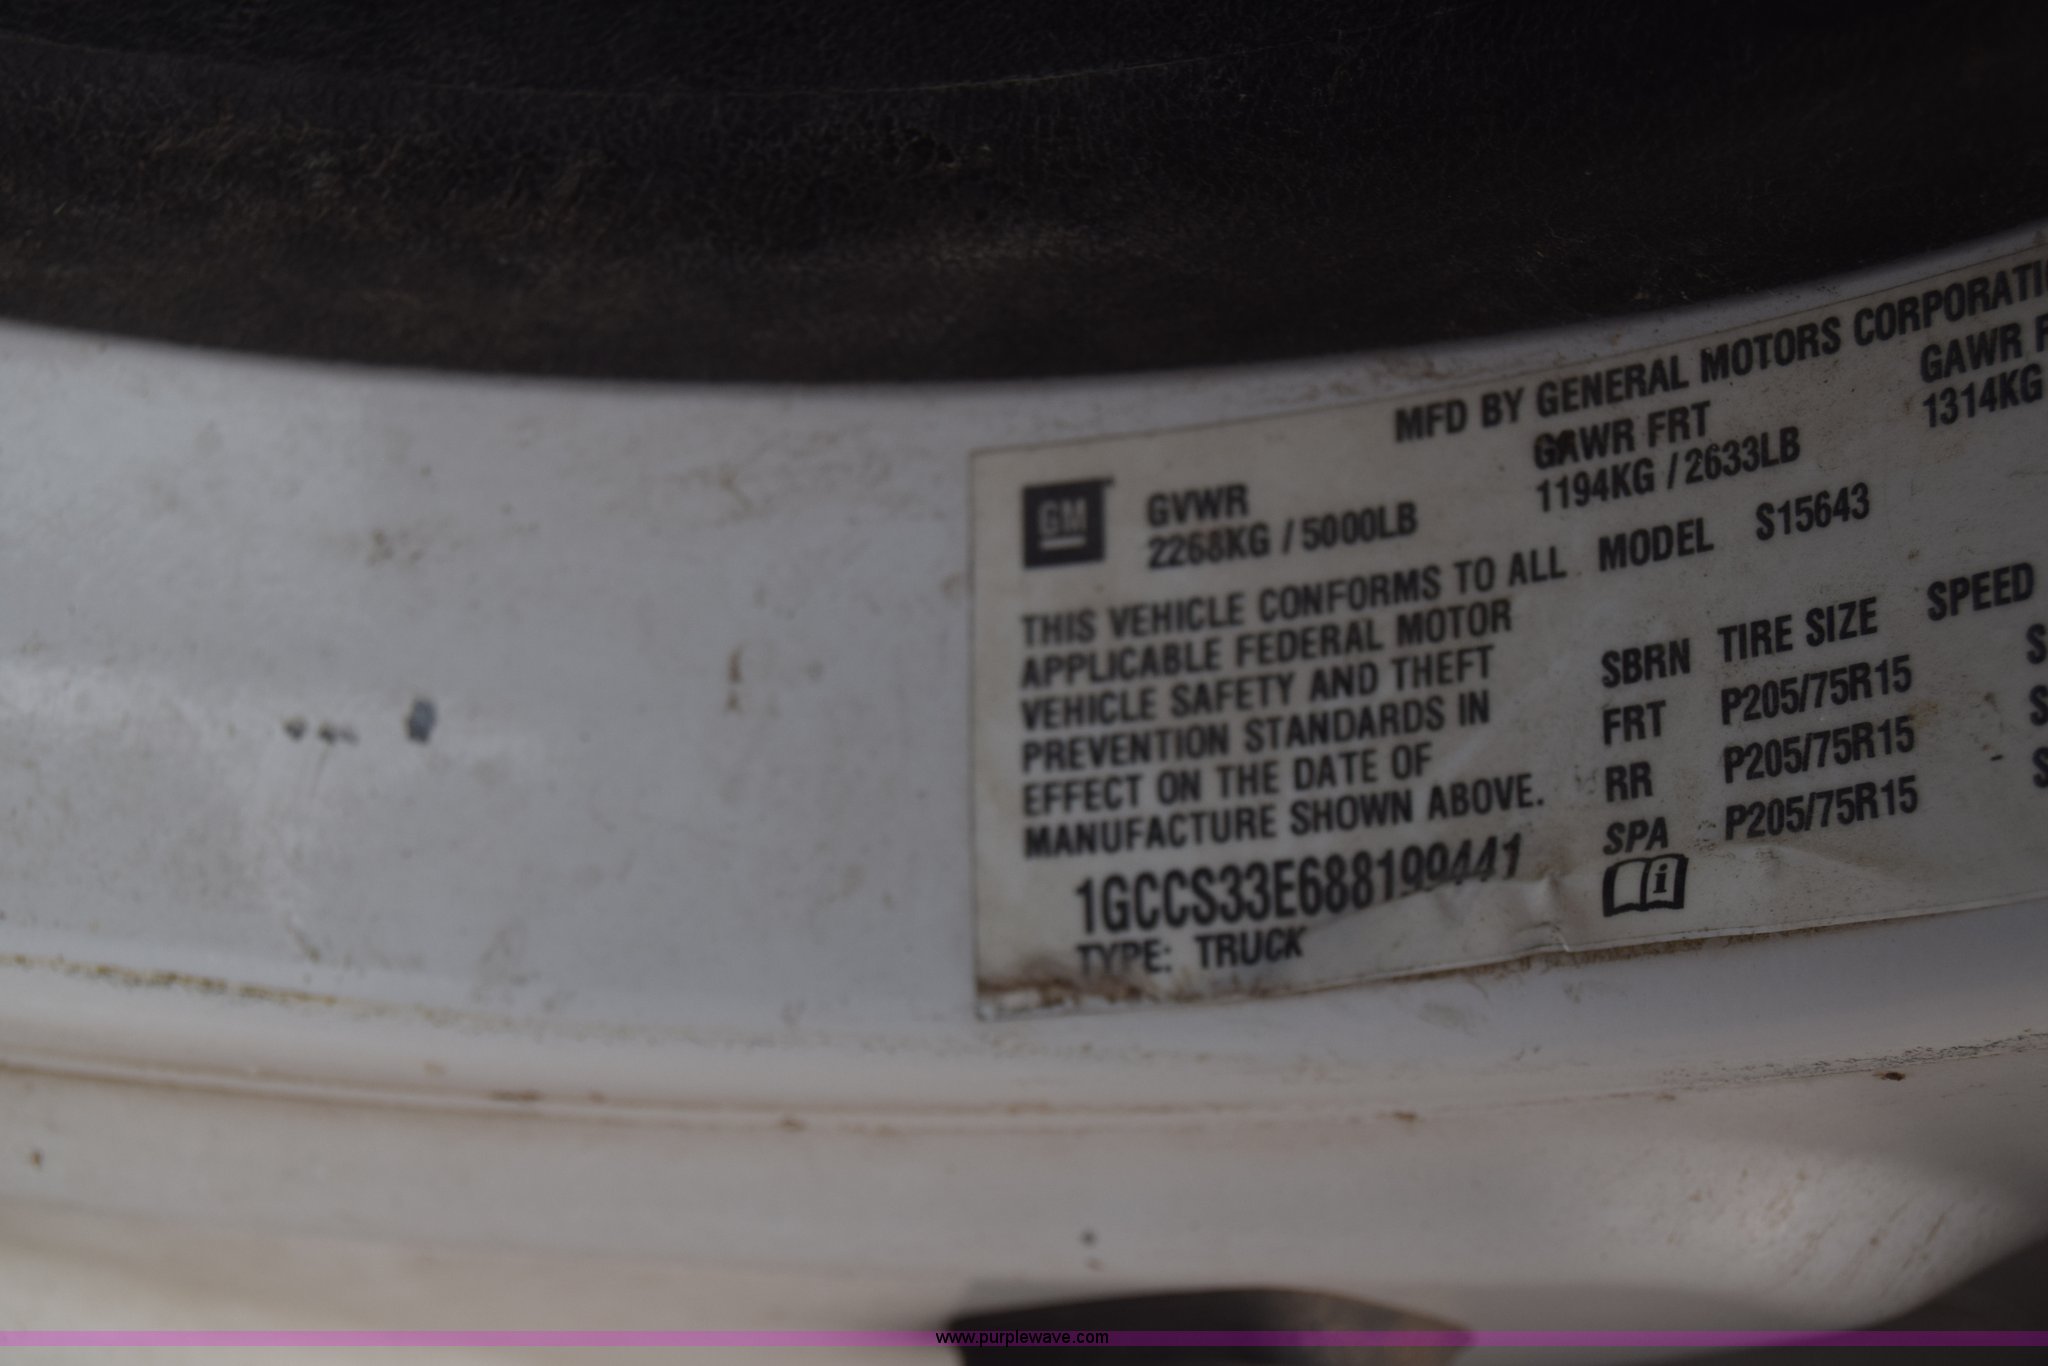 MFD BY GENERAL MOTORS CORPORATI
GM
GVWR GAWR FRT GAWR
2268KG / 5000LB 1194KG / 2633LB 1314KG
THIS VEHICLE CONFORMS TO ALL MODEL S15643
APPLICABLE FEDERAL MOTOR
VEHICLE SAFETY AND THEFT
PREVENTION STANDARDS IN
EFFECT ON THE DATE OF
MANUFACTURE SHOWN ABOVE.
SBRN TIRE SIZE SPEED
FRT P205/75R15 S
RR P205/75R15 S
SPA P205/75R15 S
1GCCS33E688199441
TYPE: TRUCK
www.purplewave.com